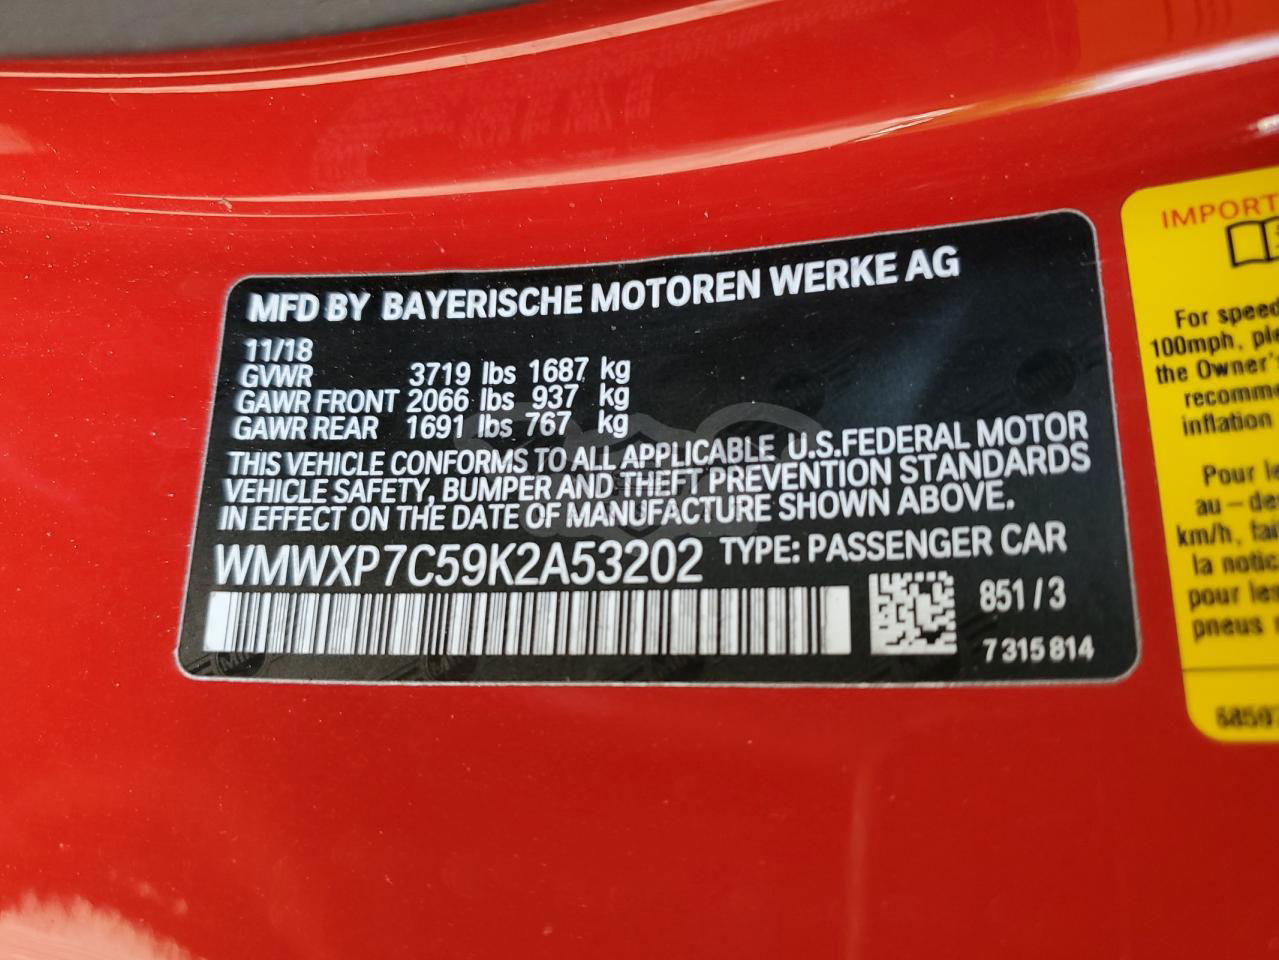 MFD BY BAYERISCHE MOTOREN WERKE AG
11/18
GVWR 3719 lbs 1687 kg
GAWR FRONT 2066 lbs 937 kg
GAWR REAR 1691 lbs 767 kg
THIS VEHICLE CONFORMS TO ALL APPLICABLE U.S.FEDERAL MOTOR
VEHICLE SAFETY, BUMPER AND THEFT PREVENTION STANDARDS
IN EFFECT ON THE DATE OF MANUFACTURE SHOWN ABOVE.
WMWXP7C59K2A53202 TYPE: PASSENGER CAR
851/3
7 315 814
IMPORT
For speed
100mph, ple
the Owner's
recomme
inflation
Pour le
au-de
km/h, fai
la notic
pour les
pneus